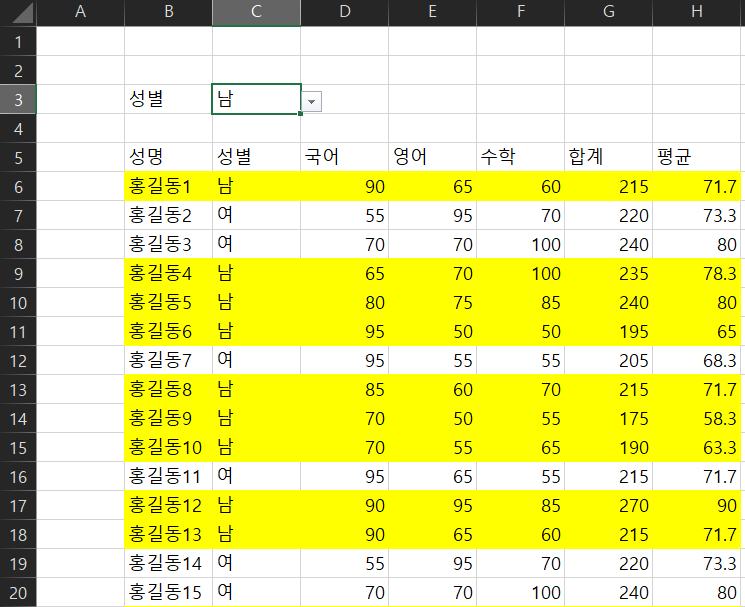 A B C D E F G H
1
2
3 성별 남
4
5 성명 성별 국어 영어 수학 합계 평균
6 홍길동1 남 90 65 60 215 71.7
7 홍길동2 여 55 95 70 220 73.3
8 홍길동3 여 70 70 100 240 80
9 홍길동4 남 65 70 100 235 78.3
10 홍길동5 남 80 75 85 240 80
11 홍길동6 남 95 50 50 195 65
12 홍길동7 여 95 55 55 205 68.3
13 홍길동8 남 85 60 70 215 71.7
14 홍길동9 남 70 50 55 175 58.3
15 홍길동10 남 70 55 65 190 63.3
16 홍길동11 여 95 65 55 215 71.7
17 홍길동12 남 90 95 85 270 90
18 홍길동13 남 90 65 60 215 71.7
19 홍길동14 여 55 95 70 220 73.3
20 홍길동15 여 70 70 100 240 80